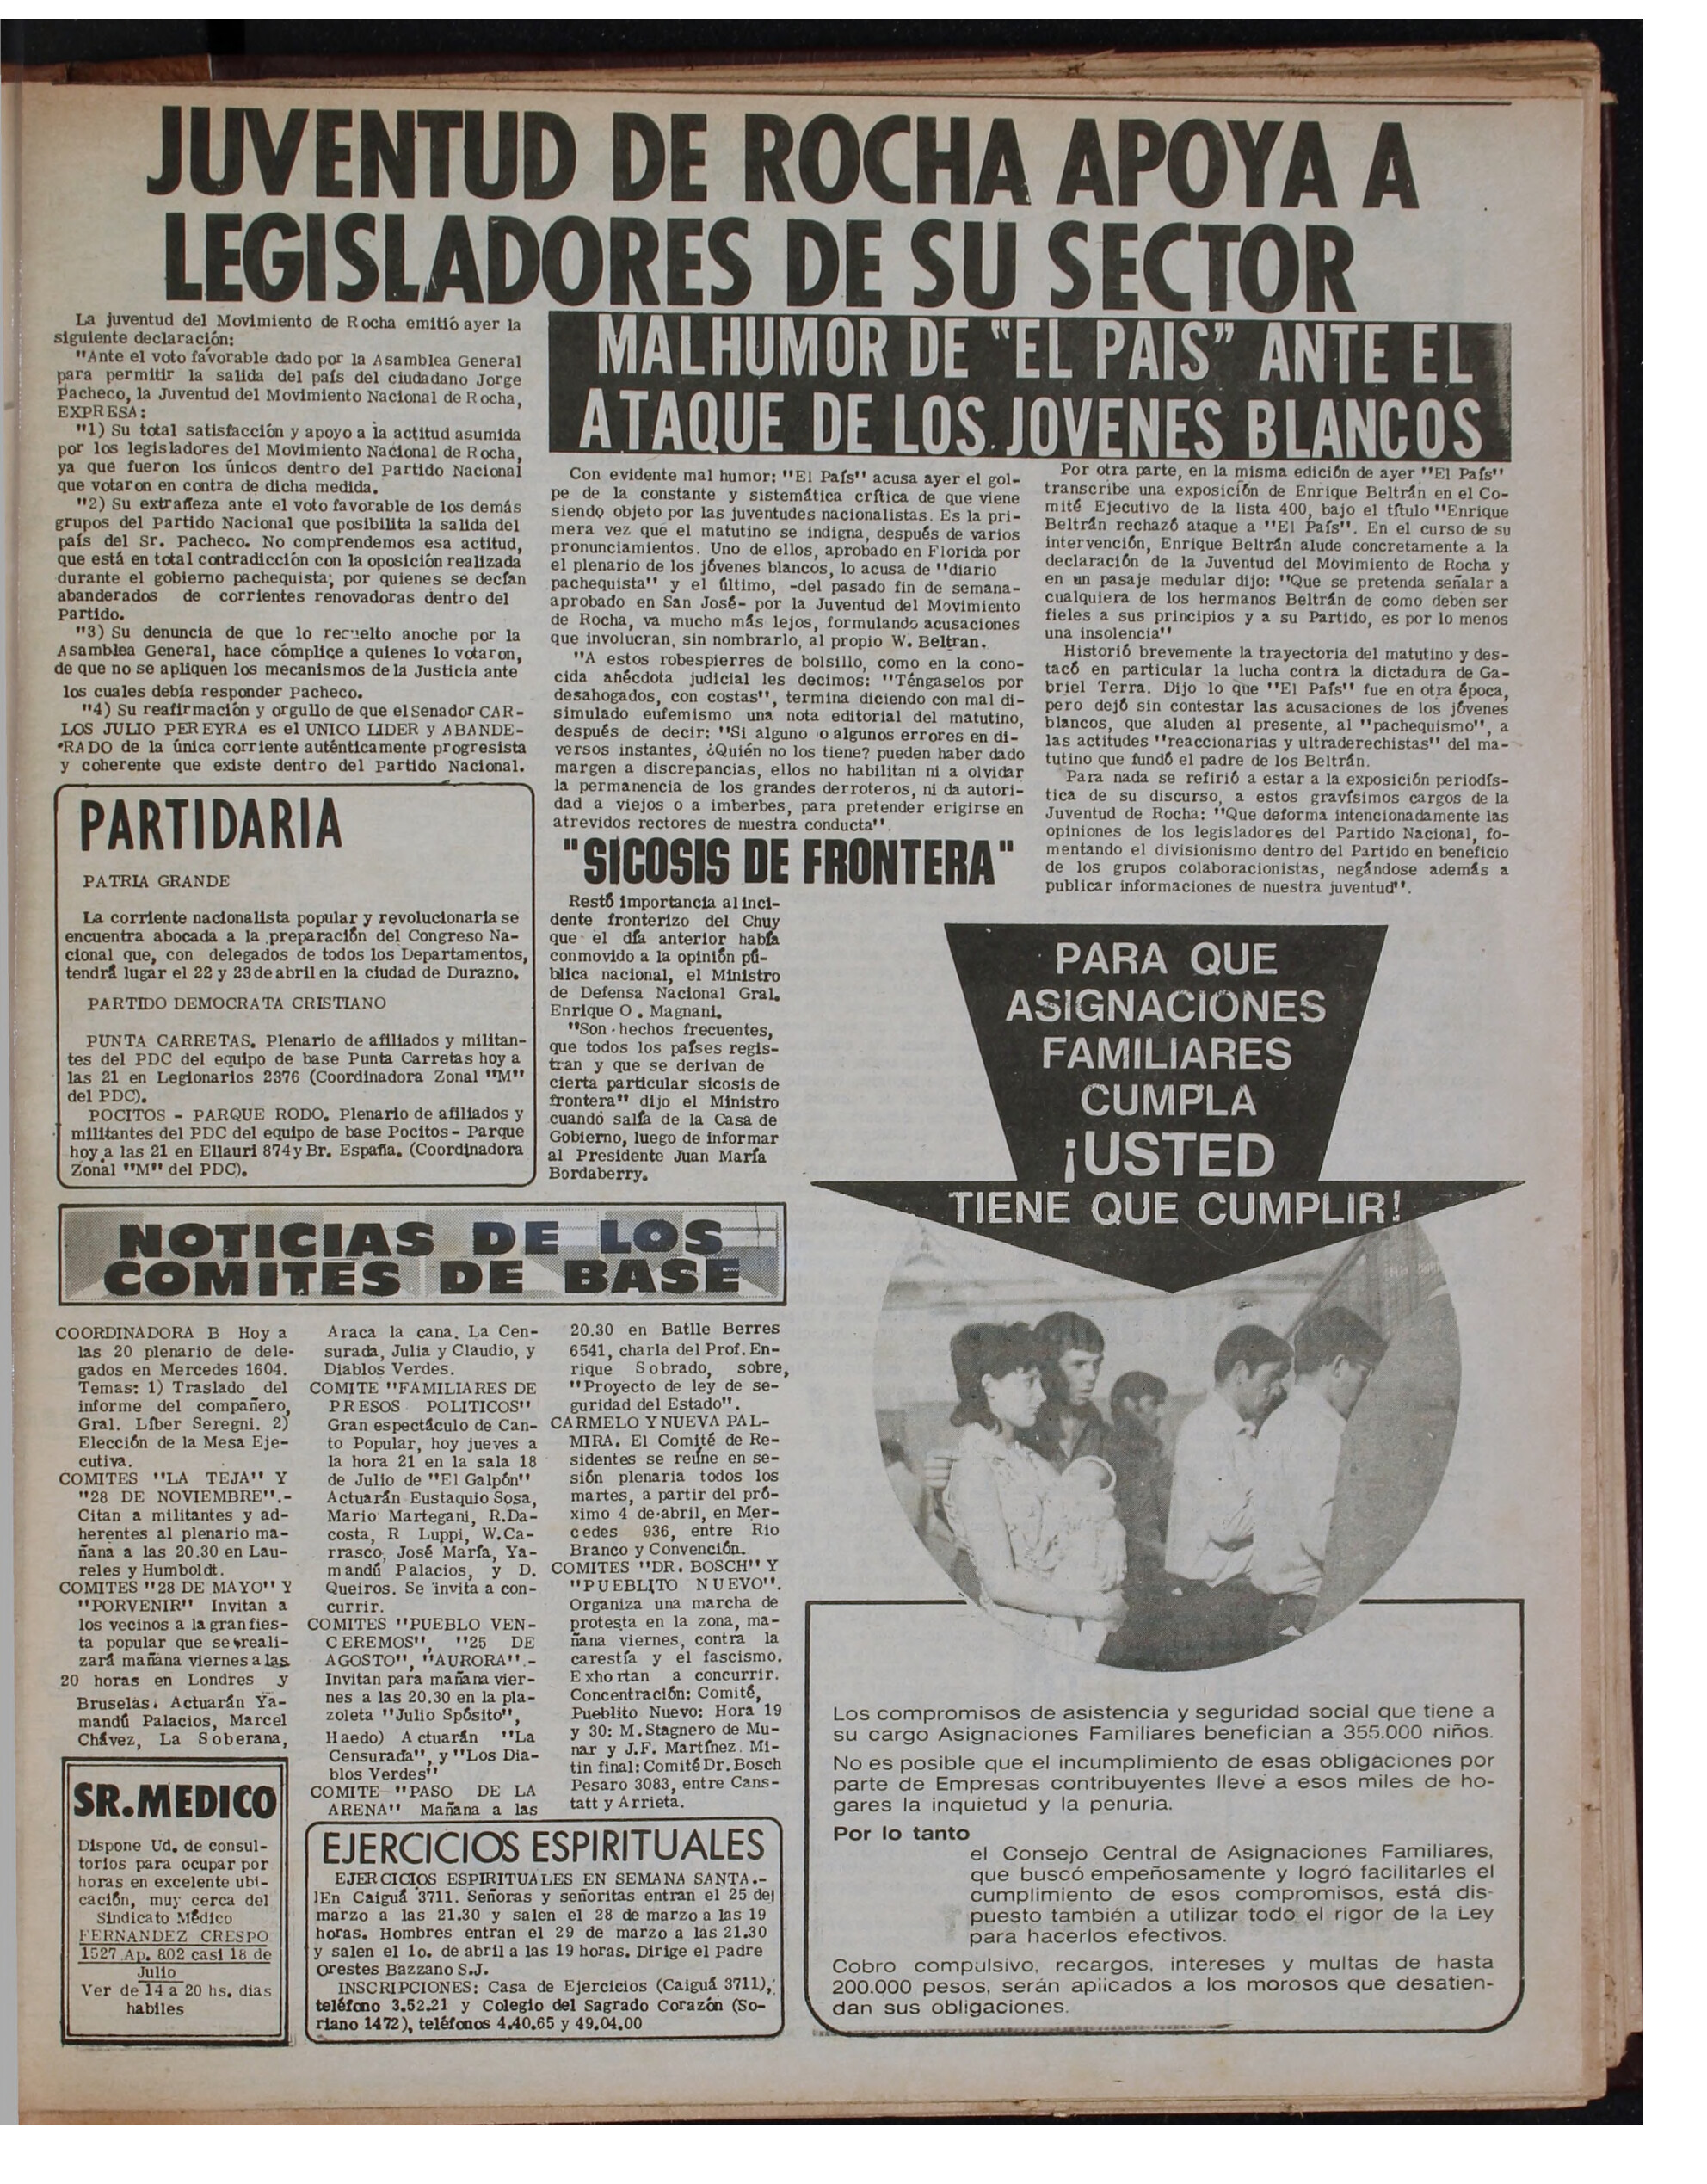 JUVENTUD DE ROCHA APOYA A
LEGISLADORES DE SU SECTOR
La juventud del Movimiento de Rocha emitió ayer la
siguiente declaración:
"Ante el voto favorable dado por la Asamblea General
para permitir la salida del país del ciudadano Jorge
Pacheco, la Juventud del Movimiento Nacional de Rocha,
EXPRESA:
"1) Su total satisfacción y apoyo a la actitud asumida
por los legisladores del Movimiento Nacional de Rocha,
ya que fueron los únicos dentro del Partido Nacional
que votaron en contra de dicha medida.
"2) Su extrañeza ante el voto favorable de los demás
grupos del Partido Nacional que posibilita la salida del
país del Sr. Pacheco. No comprendemos esa actitud,
que está en total contradicción con la oposición realizada
durante el gobierno pachequista, por quienes se decían
abanderados de corrientes renovadoras dentro del
Partido.
"3) Su denuncia de que lo resuelto anoche por la
Asamblea General, hace cómplice a quienes lo votaron,
de que no se apliquen los mecanismos de la Justicia ante
los cuales debía responder Pacheco.
"4) Su reafirmación y orgullo de que el Senador CAR-
LOS JULIO PEREYRA es el UNICO LIDER y ABANDE-
RADO de la única corriente auténticamente progresista
y coherente que existe dentro del Partido Nacional.
MALHUMOR DE "EL PAIS" ANTE EL
ATAQUE DE LOS JOVENES BLANCOS
Con evidente mal humor: "El País" acusa ayer el gol-
pe de la constante y sistemática crítica de que viene
siendo objeto por las juventudes nacionalistas. Es la pri-
mera vez que el matutino se indigna, después de varios
pronunciamientos. Uno de ellos, aprobado en Florida por
el plenario de los jóvenes blancos, lo acusa de "diario
pachequista" y el último, -del pasado fin de semana-
aprobado en San José- por la Juventud del Movimiento
de Rocha, va mucho más lejos, formulando acusaciones
que involucran, sin nombrarlo, al propio W. Beltran.
"A estos robespierres de bolsillo, como en la cono-
cida anécdota judicial les decimos: "Téngaselos por
desahogados, con costas", termina diciendo con mal di-
simulado eufemismo una nota editorial del matutino,
después de decir: "Si alguno o algunos errores en di-
versos instantes, ¿Quién no los tiene? pueden haber dado
margen a discrepancias, ellos no habilitan ni a olvidar
la permanencia de los grandes derroteros, ni da autori-
dad a viejos o a imberbes, para pretender erigirse en
atrevidos rectores de nuestra conducta".
Por otra parte, en la misma edición de ayer "El País"
transcribe una exposición de Enrique Beltrán en el Co-
mité Ejecutivo de la lista 400, bajo el título "Enrique
Beltrán rechazó ataque a "El País". En el curso de su
intervención, Enrique Beltrán alude concretamente a la
declaración de la Juventud del Movimiento de Rocha y
en un pasaje medular dijo: "Que se pretenda señalar a
cualquiera de los hermanos Beltrán de como deben ser
fieles a sus principios y a su Partido, es por lo menos
una insolencia"
Historió brevemente la trayectoria del matutino y des-
tacó en particular la lucha contra la dictadura de Ga-
briel Terra. Dijo lo que "El País" fue en otra época,
pero dejó sin contestar las acusaciones de los jóvenes
blancos, que aluden al presente, al "pachequismo", a
las actitudes "reaccionarias y ultraderechistas" del ma-
tutino que fundó el padre de los Beltrán.
Para nada se refirió a estar a la exposición periodís-
tica de su discurso, a estos gravísimos cargos de la
Juventud de Rocha: "Que deforma intencionadamente las
opiniones de los legisladores del Partido Nacional, fo-
mentando el divisionismo dentro del Partido en beneficio
de los grupos colaboracionistas, negándose además a
publicar informaciones de nuestra juventud".
PARTIDARIA
PATRIA GRANDE
La corriente nacionalista popular y revolucionaria se
encuentra abocada a la preparación del Congreso Na-
cional que, con delegados de todos los Departamentos,
tendrá lugar el 22 y 23 de abril en la ciudad de Durazno.
PARTIDO DEMOCRATA CRISTIANO
PUNTA CARRETAS. Plenario de afiliados y militan-
tes del PDC del equipo de base Punta Carretas hoy a
las 21 en Legionarios 2376 (Coordinadora Zonal "M"
del PDC).
POCITOS - PARQUE RODO. Plenario de afiliados y
militantes del PDC del equipo de base Pocitos - Parque
hoy a las 21 en Ellauri 874 y Br. España. (Coordinadora
Zonal "M" del PDC).
"SICOSIS DE FRONTERA"
Restó importancia al inci-
dente fronterizo del Chuy
que el día anterior había
conmovido a la opinión pú-
blica nacional, el Ministro
de Defensa Nacional Gral.
Enrique O. Magnani.
"Son hechos frecuentes,
que todos los países regis-
tran y que se derivan de
cierta particular sicosis de
frontera" dijo el Ministro
cuando salía de la Casa de
Gobierno, luego de informar
al Presidente Juan María
Bordaberry.
NOTICIAS DE LOS
COMITES DE BASE
COORDINADORA B Hoy a
las 20 plenario de dele-
gados en Mercedes 1604.
Temas: 1) Traslado del
informe del compañero,
Gral. Líber Seregni. 2)
Elección de la Mesa Eje-
cutiva.
COMITES "LA TEJA" Y
"28 DE NOVIEMBRE".-
Citan a militantes y ad-
herentes al plenario ma-
ñana a las 20.30 en Lau-
reles y Humboldt.
COMITES "28 DE MAYO" Y
"PORVENIR" Invitan a
los vecinos a la gran fies-
ta popular que se reali-
zará mañana viernes a las
20 horas en Londres y
Bruselas. Actuarán Ya-
mandú Palacios, Marcel
Chávez, La Soberana,
Araca la cana. La Cen-
surada, Julia y Claudio, y
Diablos Verdes.
COMITE "FAMILIARES DE
PRESOS POLITICOS"
Gran espectáculo de Can-
to Popular, hoy jueves a
la hora 21 en la sala 18
de Julio de "El Galpón"
Actuarán Eustaquio Sosa,
Mario Martegani, R.Da-
costa, R Luppi, W.Ca-
rrasco, José María, Ya-
mandú Palacios, y D.
Queiros. Se invita a con-
currir.
COMITES "PUEBLO VEN-
CEREMOS", "25 DE
AGOSTO", "AURORA".-
Invitan para mañana vier-
nes a las 20.30 en la pla-
zoleta "Julio Spósito",
Haedo) Actuarán "La
Censurada", y "Los Dia-
blos Verdes"
COMITE "PASO DE LA
ARENA" Mañana a las
20.30 en Batlle Berres
6541, charla del Prof. En-
rique Sobrado, sobre,
"Proyecto de ley de se-
guridad del Estado".
CARMELO Y NUEVA PAL-
MIRA. El Comité de Re-
sidentes se reúne en se-
sión plenaria todos los
martes, a partir del pró-
ximo 4 de abril, en Mer-
cedes 936, entre Rio
Branco y Convención.
COMITES "DR. BOSCH" Y
"PUEBLITO NUEVO".
Organiza una marcha de
protesta en la zona, ma-
ñana viernes, contra la
carestía y el fascismo.
Exhortan a concurrir.
Concentración: Comité,
Pueblito Nuevo: Hora 19
y 30: M.Stagnero de Mu-
nar y J.F. Martínez. Mi-
tin final: Comité Dr. Bosch
Pesaro 3083, entre Cans-
tatt y Arrieta.
SR.MEDICO
Dispone Ud. de consul-
torios para ocupar por
horas en excelente ubi-
cación, muy cerca del
Sindicato Médico
FERNANDEZ CRESPO
1527 Ap. 802 casi 18 de
Julio
Ver de 14 a 20 hs. días
habiles
EJERCICIOS ESPIRITUALES
EJERCICIOS ESPIRITUALES EN SEMANA SANTA.-
En Caiguá 3711. Señoras y señoritas entran el 25 del
marzo a las 21.30 y salen el 28 de marzo a las 19
horas. Hombres entran el 29 de marzo a las 21.30
y salen el 1o. de abril a las 19 horas. Dirige el Padre
Orestes Bazzano S.J.
INSCRIPCIONES: Casa de Ejercicios (Caiguá 3711),
teléfono 3.52.21 y Colegio del Sagrado Corazón (So-
riano 1472), teléfonos 4.40.65 y 49.04.00
PARA QUE
ASIGNACIONES
FAMILIARES
CUMPLA
¡USTED
TIENE QUE CUMPLIR!
Los compromisos de asistencia y seguridad social que tiene a
su cargo Asignaciones Familiares benefician a 355.000 niños.
No es posible que el incumplimiento de esas obligaciones por
parte de Empresas contribuyentes lleve a esos miles de ho-
gares la inquietud y la penuria.
Por lo tanto
el Consejo Central de Asignaciones Familiares,
que buscó empeñosamente y logró facilitarles el
cumplimiento de esos compromisos, está dis-
puesto también a utilizar todo el rigor de la Ley
para hacerlos efectivos.
Cobro compulsivo, recargos, intereses y multas de hasta
200.000 pesos, serán aplicados a los morosos que desatien-
dan sus obligaciones.